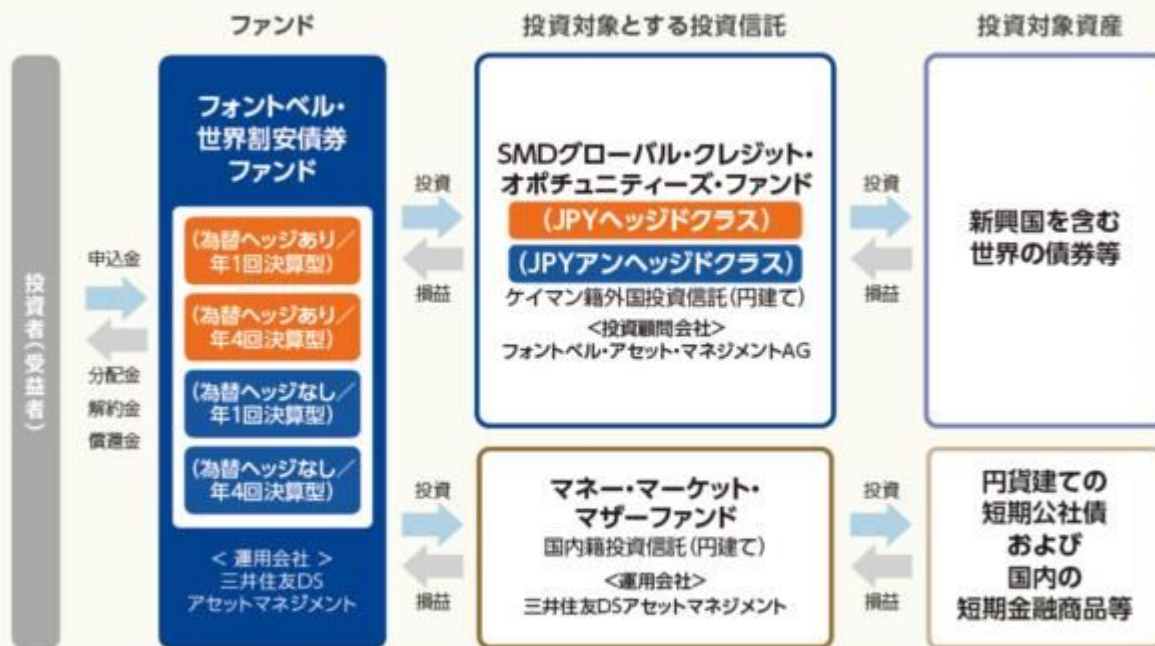 ファンド
投資対象とする投資信託
投資対象資産
投資者(受益者)
申込金
分配金
解約金
償還金
フォントベル・
世界割安債券
ファンド
(為替ヘッジあり/
年1回決算型)
(為替ヘッジあり/
年4回決算型)
(為替ヘッジなし/
年1回決算型)
(為替ヘッジなし/
年4回決算型)
<運用会社>
三井住友DS
アセットマネジメント
投資
損益
SMDグローバル・クレジット・
オポチュニティーズ・ファンド
(JPYヘッジドクラス)
(JPYアンヘッジドクラス)
ケイマン籍外国投資信託(円建て)
<投資顧問会社>
フォントベル・アセット・マネジメントAG
投資
損益
新興国を含む
世界の債券等
投資
損益
マネー・マーケット・
マザーファンド
国内籍投資信託(円建て)
<運用会社>
三井住友DSアセットマネジメント
投資
損益
円貨建ての
短期公社債
および
国内の
短期金融商品等